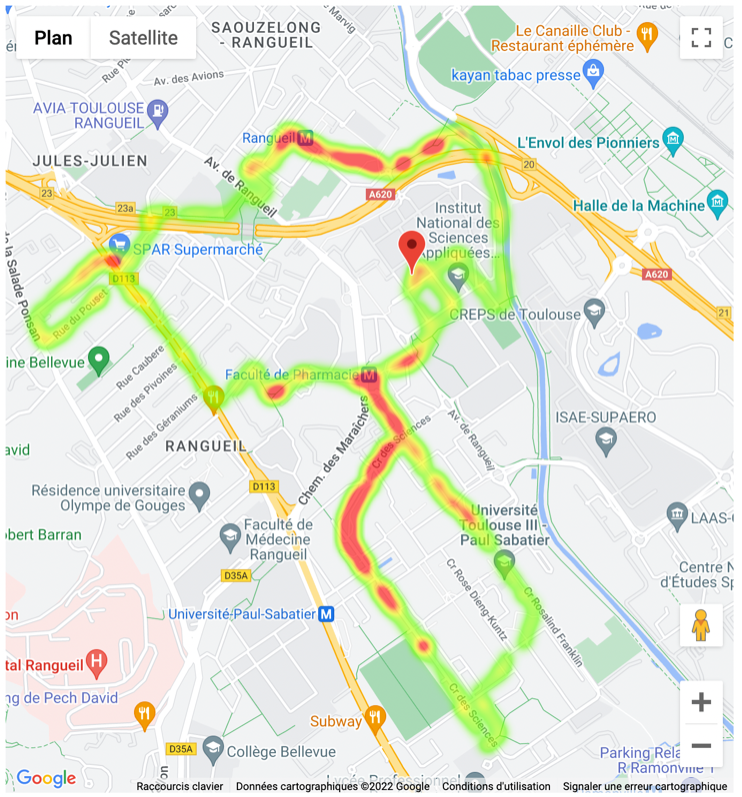 Plan
Satellite
SAOUZELONG
- RANGUEIL
Marvig
Le Canaille Club -
Restaurant éphémère
kayan tabac presse
Av. des Avions
AVIA TOULOUSE
RANGUEIL
Rangueil
M
JULES-JULIEN
Av. de Rangueil
L'Envol des Pionniers
20
23
23a
23
A620
Institut
National des
Sciences
Appliquées...
Halle de la Machine
de la Salade Ponsan
SPAR Supermarché
D113
A620
Rue du Pouset
CREPS de Toulouse
21
ine Bellevue
Rue Caubere
Rue des Pivoines
Rue des Géraniums
Faculté de Pharmacie
M
Chem. des Maraîchers
Cr des Sciences
Av. de Rangueil
ISAE-SUPAERO
RANGUEIL
avid
D113
Résidence universitaire
Olympe de Gouges
Université
Toulouse III -
Paul Sabatier
LAAS-C
obert Barran
Faculté de
Médecine
Rangueil
Centre N
d'Études Sp
D35A
Cr Rose Dieng-Kuntz
Cr Rosalind Franklin
on
Université-Paul-Sabatier
M
tal Rangueil
H
ng de Pech David
Cr des Sciences
Subway
D35A
Collège Bellevue
Parking Rela
R Ramonville 1
Lycée Professionnel
Google
Raccourcis clavier
Données cartographiques ©2022 Google
Conditions d'utilisation
Signaler une erreur cartographique